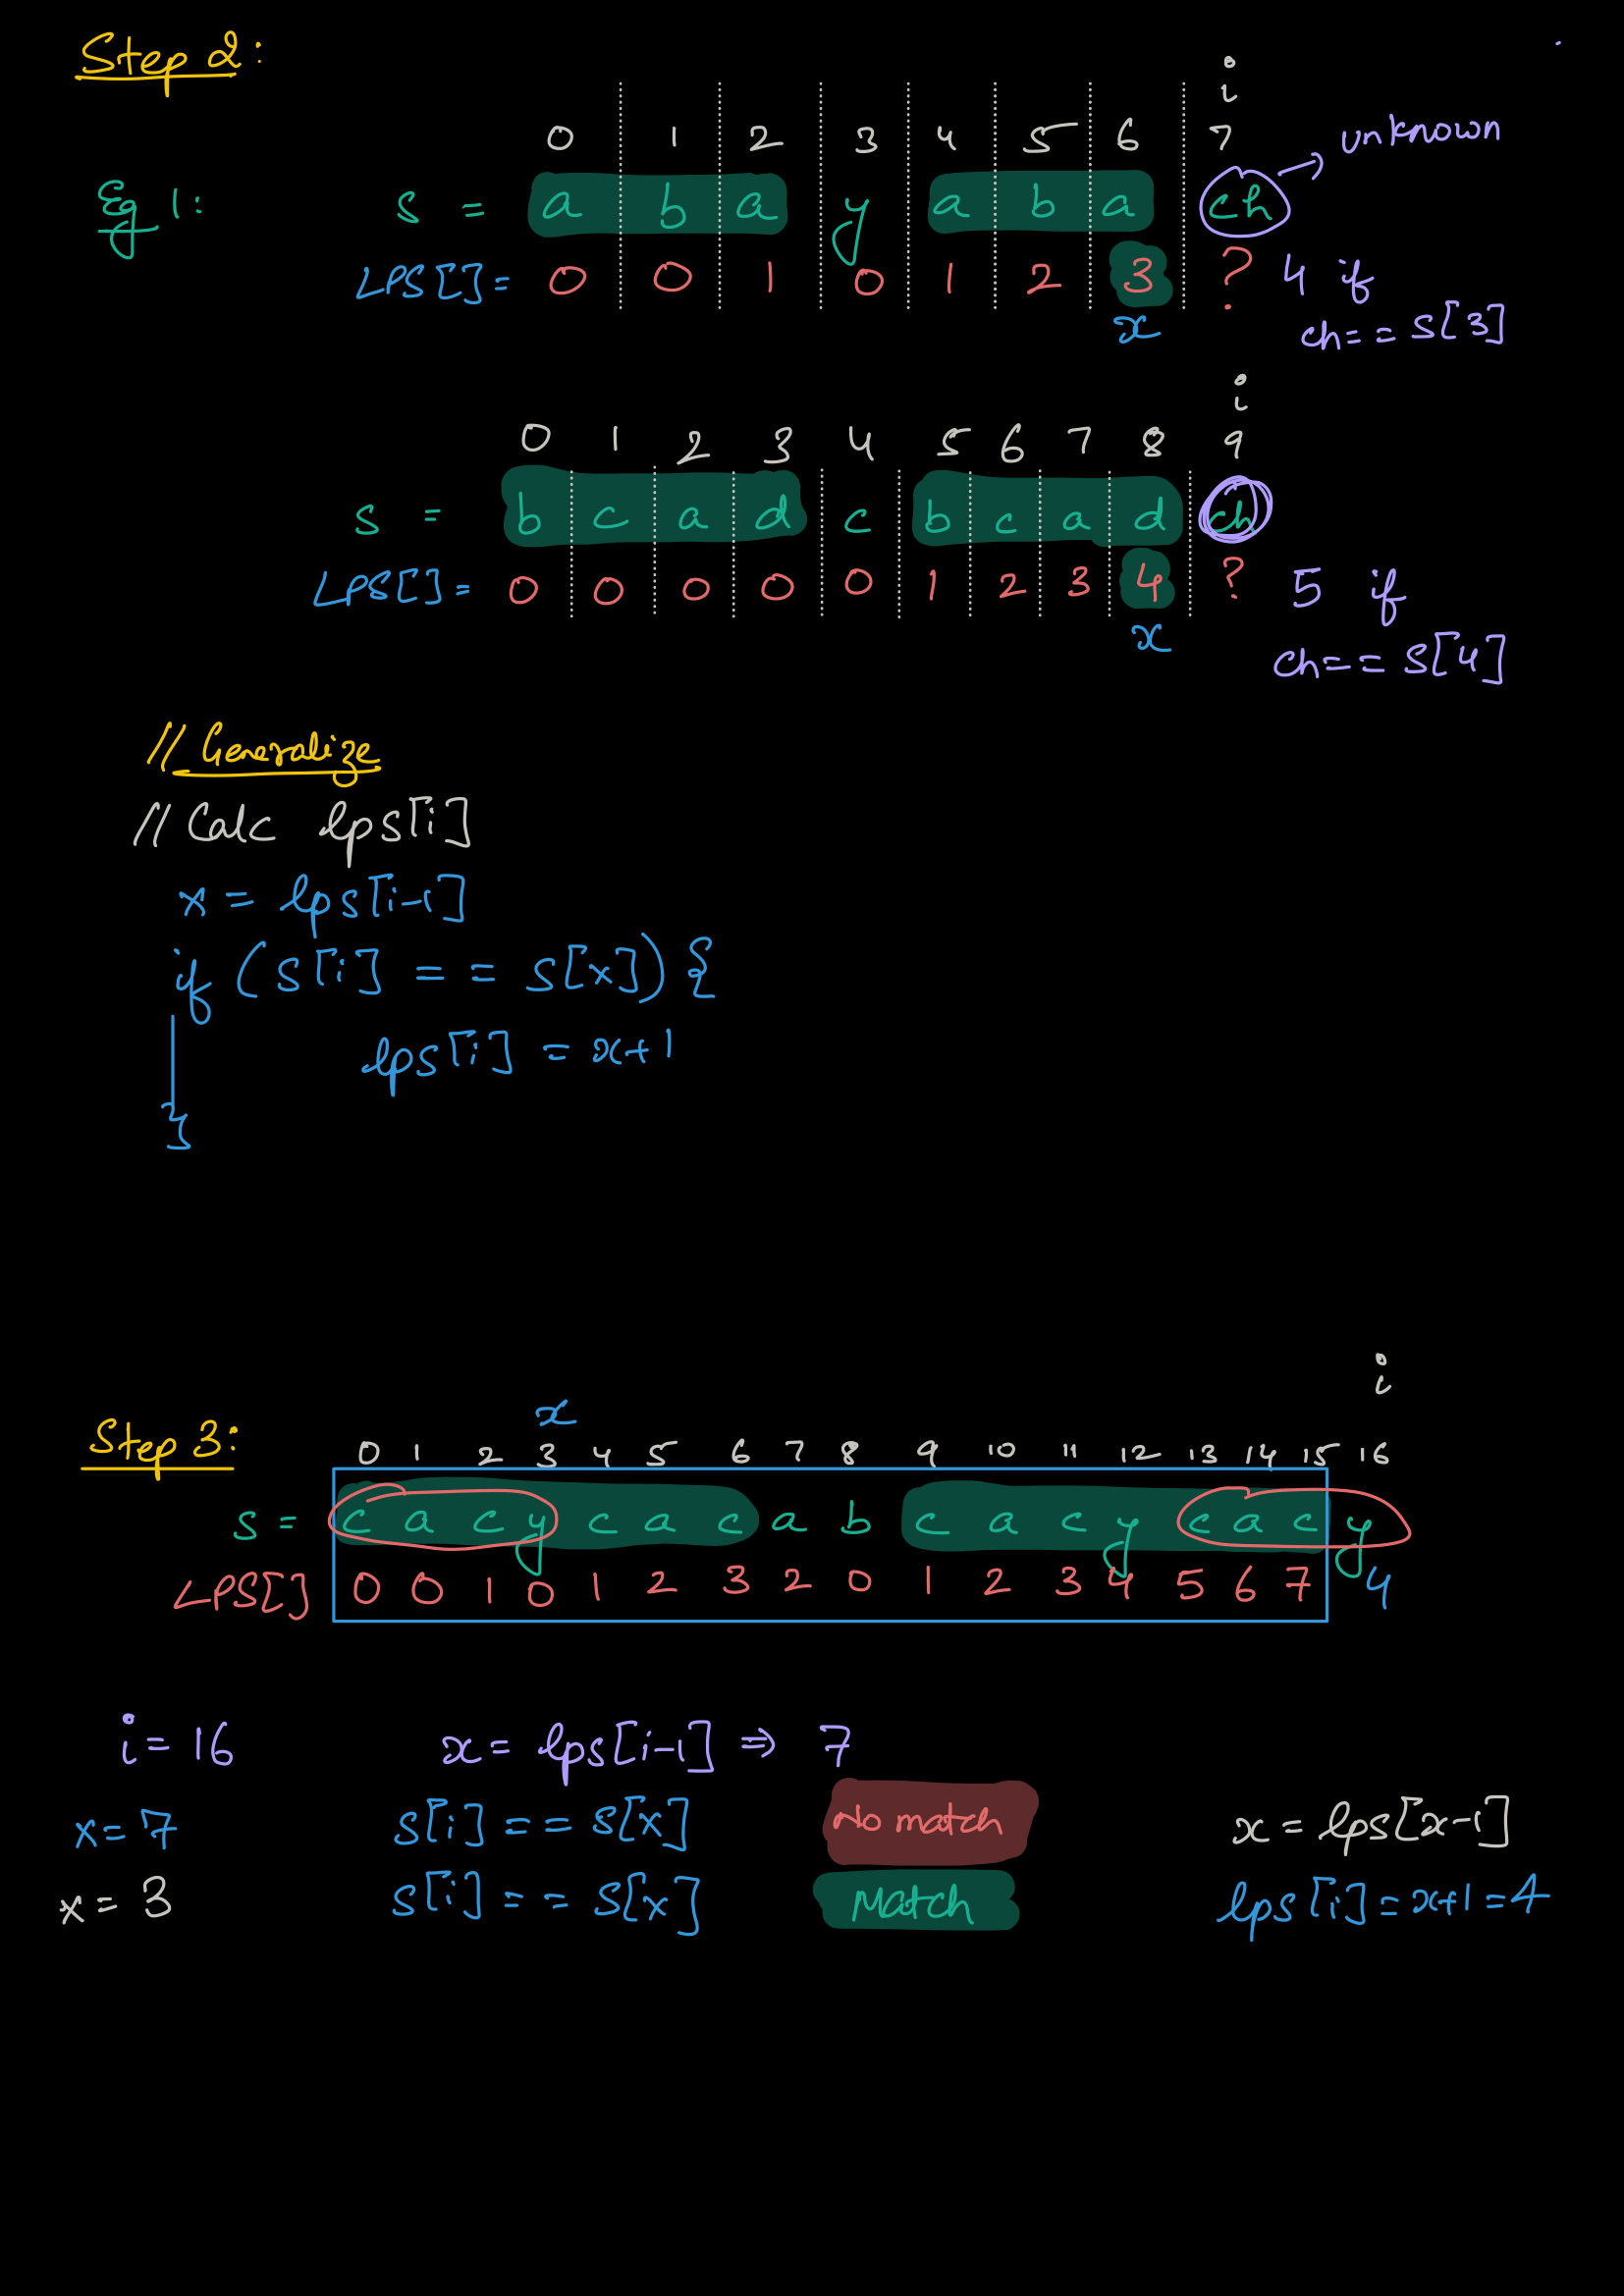 Step 2:
i
0 1 2 3 4 5 6 7 unknown
Eg 1: s = a b a y a b a ch
LPS[] = 0 0 1 0 1 2 3 ? 4 if
x ch == s[3]
i
0 1 2 3 4 5 6 7 8 9
s = b c a d c b c a d ch
LPS[] = 0 0 0 0 0 1 2 3 4 ? 5 if
x ch == s[4]
// Generalize
// Calc lps[i]
x = lps[i-1]
if (s[i] == s[x]) {
lps[i] = x+1
}
i
x
Step 3: 0 1 2 3 4 5 6 7 8 9 10 11 12 13 14 15 16
s = c a c y c a c a b c a c y c a c y
LPS[] 0 0 1 0 1 2 3 2 0 1 2 3 4 5 6 7 4
i = 16 x = lps[i-1] ⇒ 7
x = 7 s[i] == s[x] No match x = lps[x-1]
x = 3 s[i] == s[x] Match lps[i] = x+1 = 4